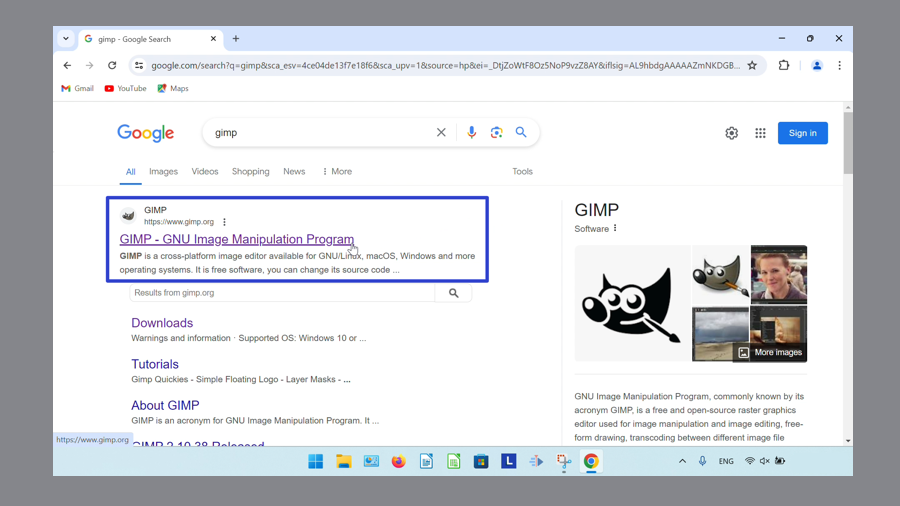 gimp - Google Search
google.com/search?q=gimp&sca_esv=4ce04de13f7e18f6&sca_upv=1&source=hp&ei=_DtjZoWtF8Oz5NoP9vzZ8AY&iflsig=AL9hbdgAAAAAZmNKDGB...
Gmail YouTube Maps
Google
gimp
Sign in
All Images Videos Shopping News More Tools
GIMP
https://www.gimp.org
GIMP - GNU Image Manipulation Program
GIMP is a cross-platform image editor available for GNU/Linux, macOS, Windows and more
operating systems. It is free software, you can change its source code ...
Results from gimp.org
Downloads
Warnings and information · Supported OS: Windows 10 or ...
Tutorials
Gimp Quickies - Simple Floating Logo - Layer Masks - ...
About GIMP
GIMP is an acronym for GNU Image Manipulation Program. It ...
GIMP 2.10.38 Released
https://www.gimp.org
GIMP
Software
More images
GNU Image Manipulation Program, commonly known by its
acronym GIMP, is a free and open-source raster graphics
editor used for image manipulation and image editing, free-
form drawing, transcoding between different image file
L
ENG